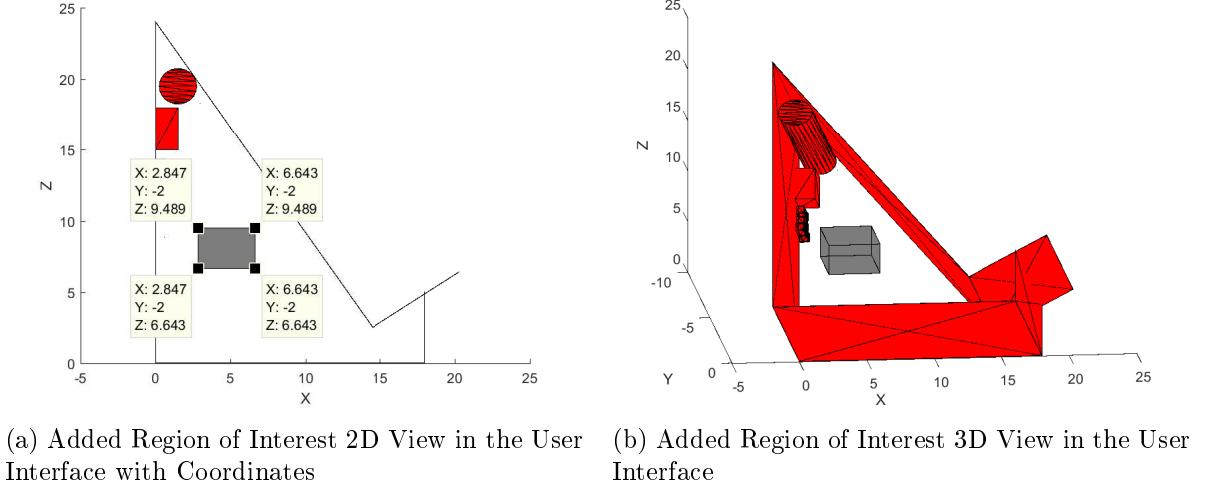 25
20
15
10
5
0
Z
-5
0
5
10
15
20
25
X
X: 2.847
Y: -2
Z: 9.489
X: 6.643
Y: -2
Z: 9.489
X: 2.847
Y: -2
Z: 6.643
X: 6.643
Y: -2
Z: 6.643
(a) Added Region of Interest 2D View in the User
Interface with Coordinates
25
20
15
10
5
0
Z
-10
-5
0
Y
-5
0
5
10
15
20
25
X
(b) Added Region of Interest 3D View in the User
Interface